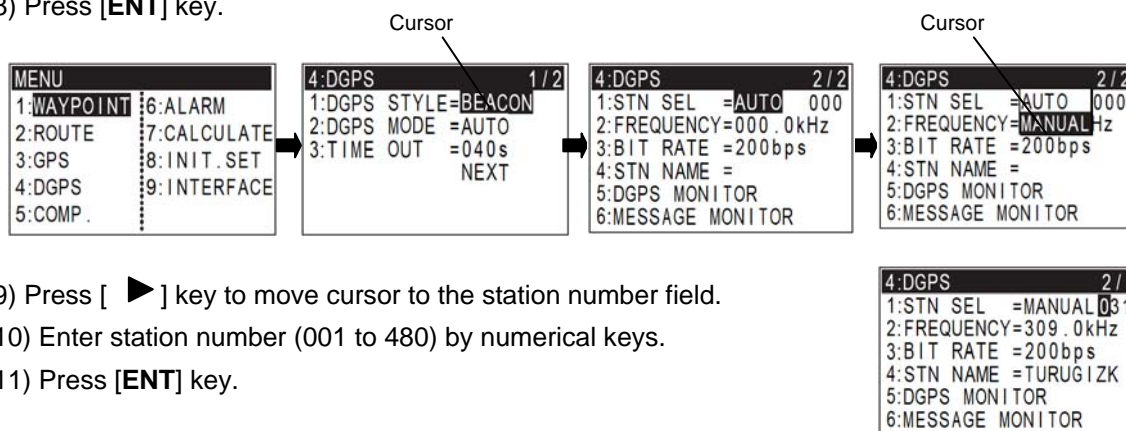 8) Press [ENT] key.
Cursor
Cursor
MENU
1:WAYPOINT
2:ROUTE
3:GPS
4:DGPS
5:COMP.
6:ALARM
7:CALCULATE
8:INIT.SET
9:INTERFACE
4:DGPS 1/2
1:DGPS STYLE=BEACON
2:DGPS MODE =AUTO
3:TIME OUT =040s
NEXT
4:DGPS 2/2
1:STN SEL =AUTO 000
2:FREQUENCY=000.0kHz
3:BIT RATE =200bps
4:STN NAME =
5:DGPS MONITOR
6:MESSAGE MONITOR
4:DGPS 2/2
1:STN SEL =AUTO 000
2:FREQUENCY=MANUAL Hz
3:BIT RATE =200bps
4:STN NAME =
5:DGPS MONITOR
6:MESSAGE MONITOR
9) Press [ ▶ ] key to move cursor to the station number field.
10) Enter station number (001 to 480) by numerical keys.
11) Press [ENT] key.
4:DGPS 2/
1:STN SEL =MANUAL 031
2:FREQUENCY=309.0kHz
3:BIT RATE =200bps
4:STN NAME =TURUGIZK
5:DGPS MONITOR
6:MESSAGE MONITOR